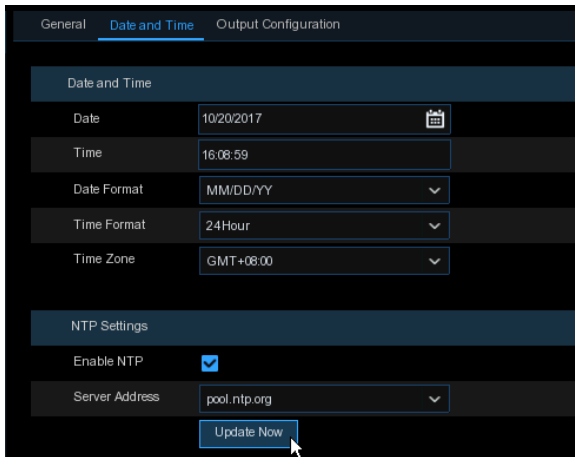 General Date and Time Output Configuration
Date and Time
Date 10/20/2017
Time 16:08:59
Date Format MM/DD/YY
Time Format 24Hour
Time Zone GMT+08:00
NTP Settings
Enable NTP
Server Address pool.ntp.org
Update Now